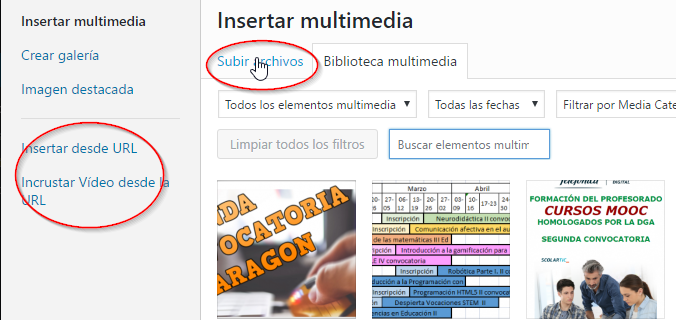 Insertar multimedia
Crear galería
Imagen destacada
Insertar desde URL
Incrustar Vídeo desde la
URL
Insertar multimedia
Subir archivos
Biblioteca multimedia
Todos los elementos multimedia
Todas las fechas
Filtrar por Media Cate
Limpiar todos los filtros
Buscar elementos multim
NDA
VOCATORIA
ARAGON
Marzo
Abril
Inscripción
Neurodidáctica II convoc
Inscripción
Comunicación afectiva en el au
de las matemáticas III Ed
Inscripción
Introducción a la gamificación para
E IV convocatoria
Inscripción
Robótica Parte I. II
ducción a la Programación con
Inscripción
Programación HTML5 II convocat
Inscripción
Despierta Vocaciones STEM II
encias en Educación II
Telefónica
DIGITAL
FORMACIÓN DEL PROFESORADO
CURSOS MOOC
HOMOLOGADOS POR LA DGA
SEGUNDA CONVOCATORIA
SCOLARTIC